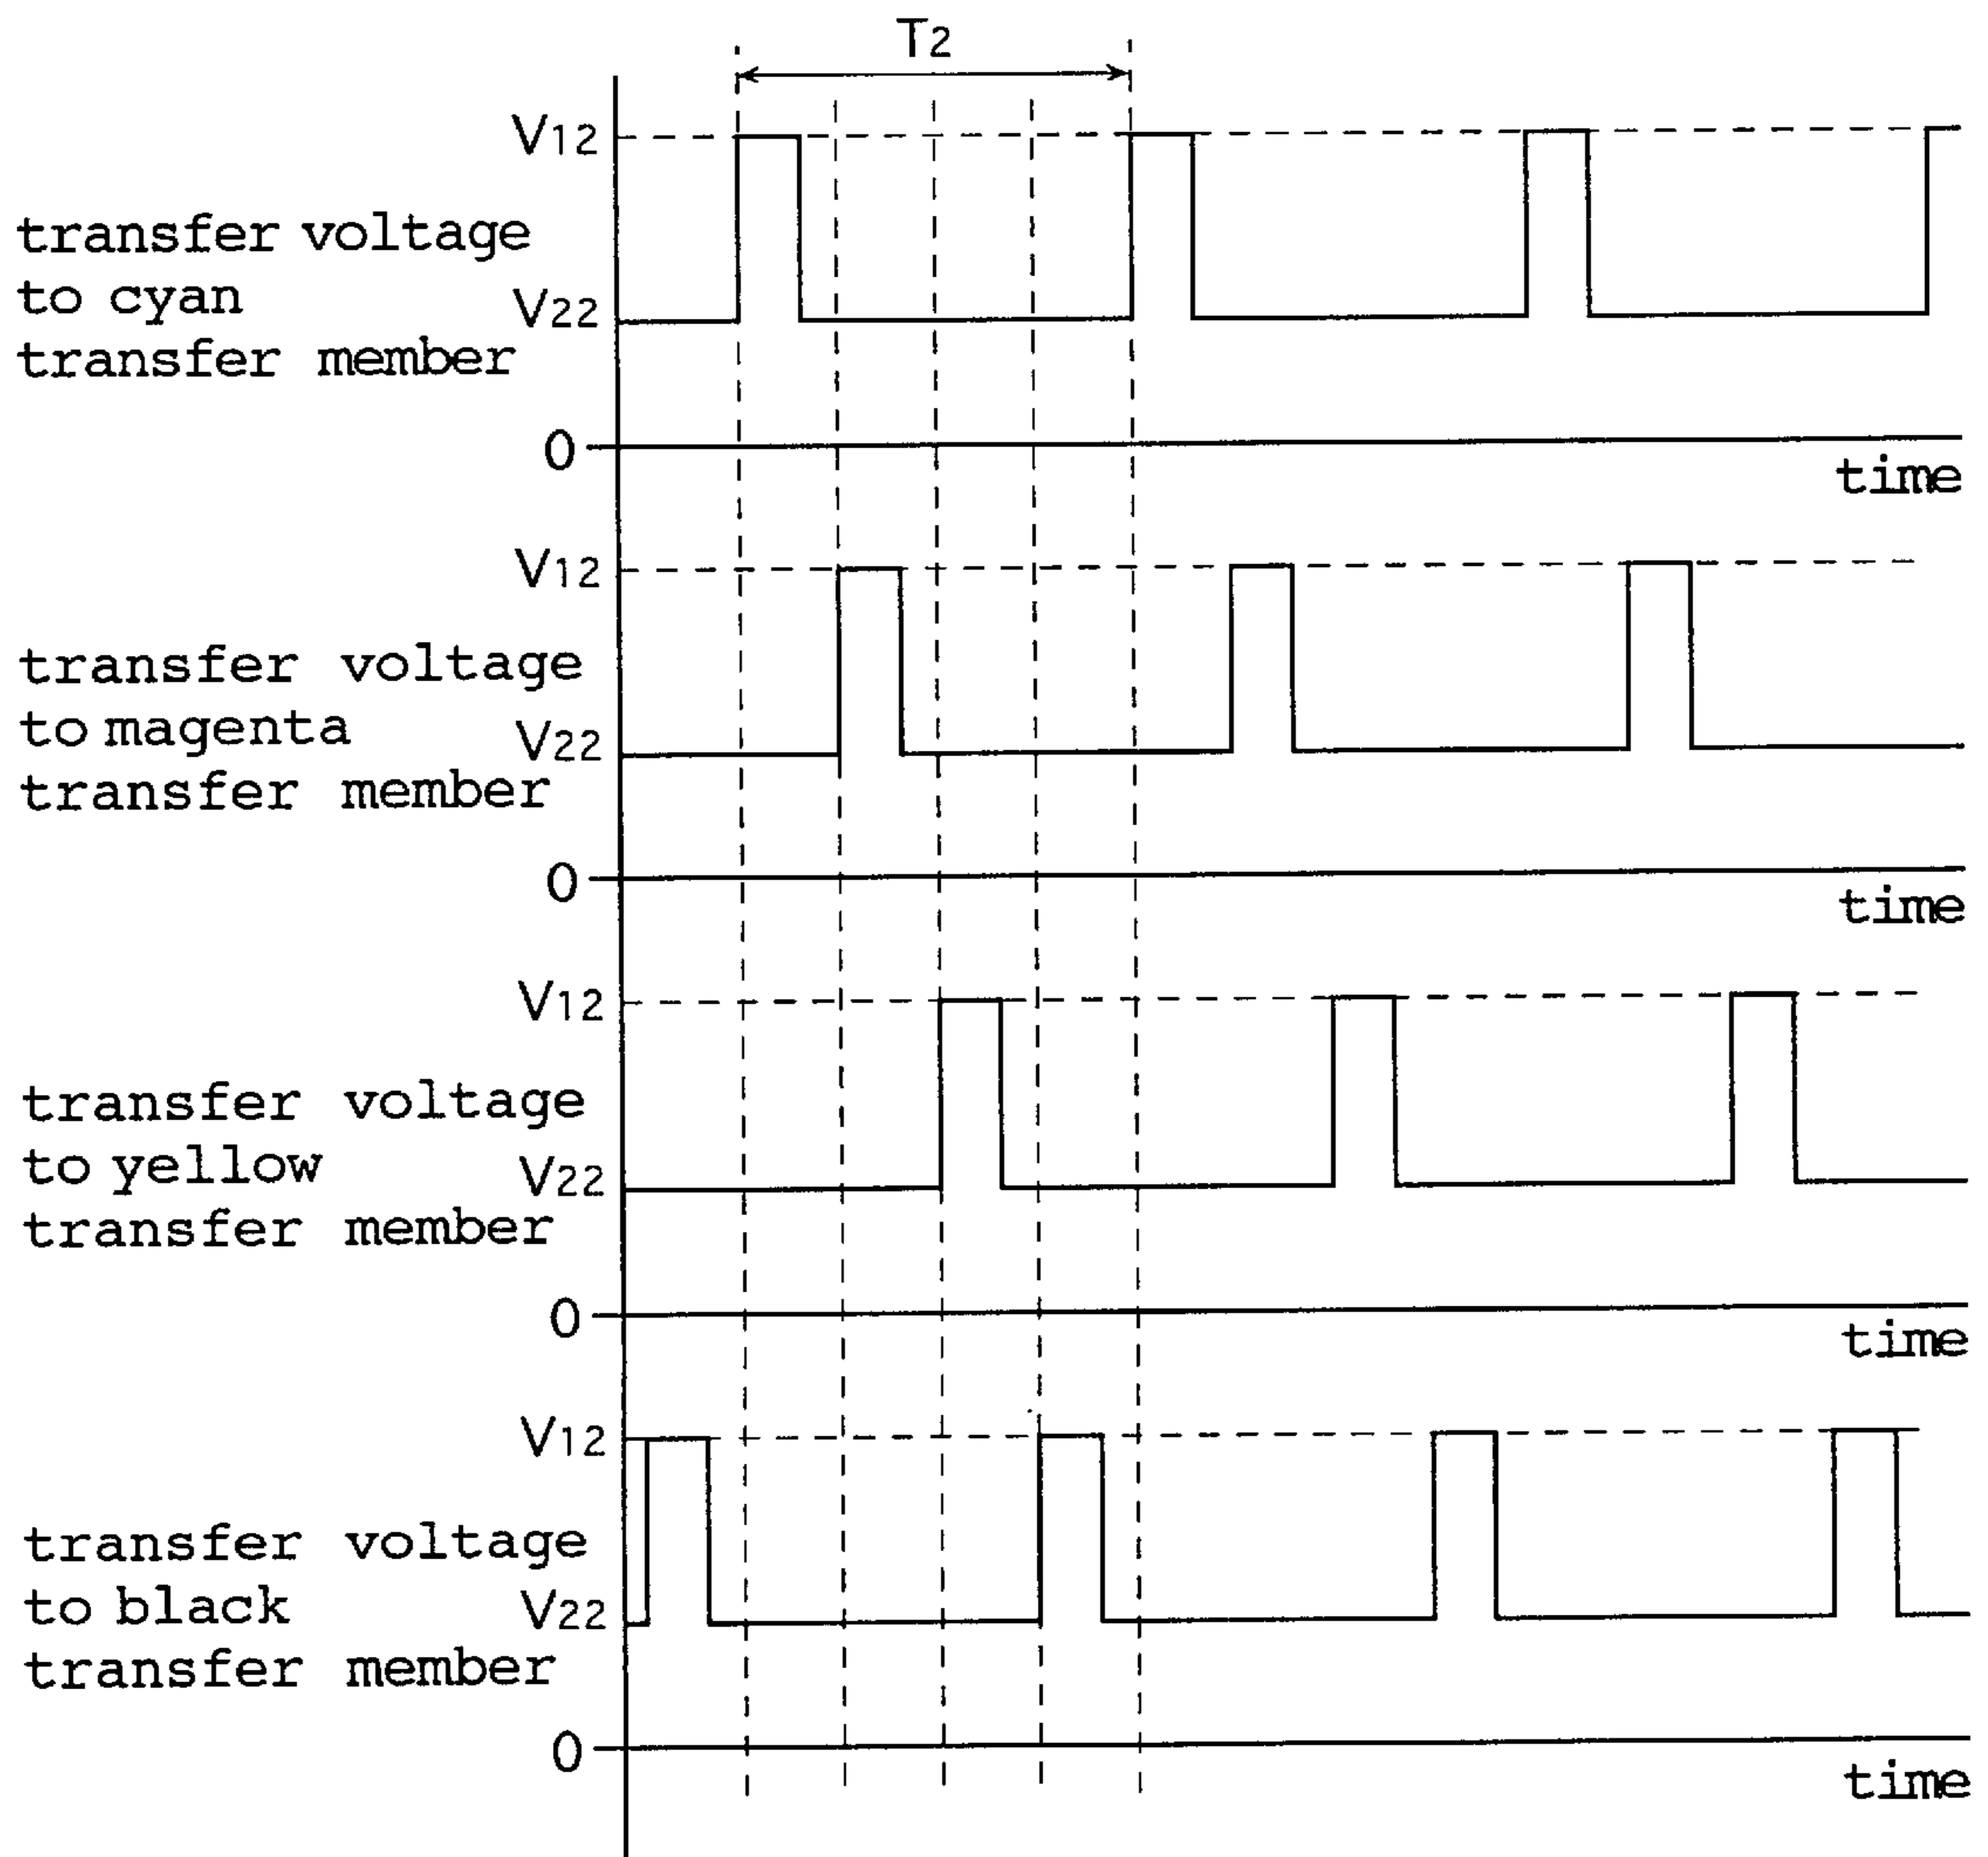 T2
V12
transfer voltage
to cyan
V22
transfer member
0
time
V12
transfer voltage
to magenta
V22
transfer member
0
time
V12
transfer voltage
to yellow
V22
transfer member
0
time
V12
transfer voltage
to black
V22
transfer member
0
time